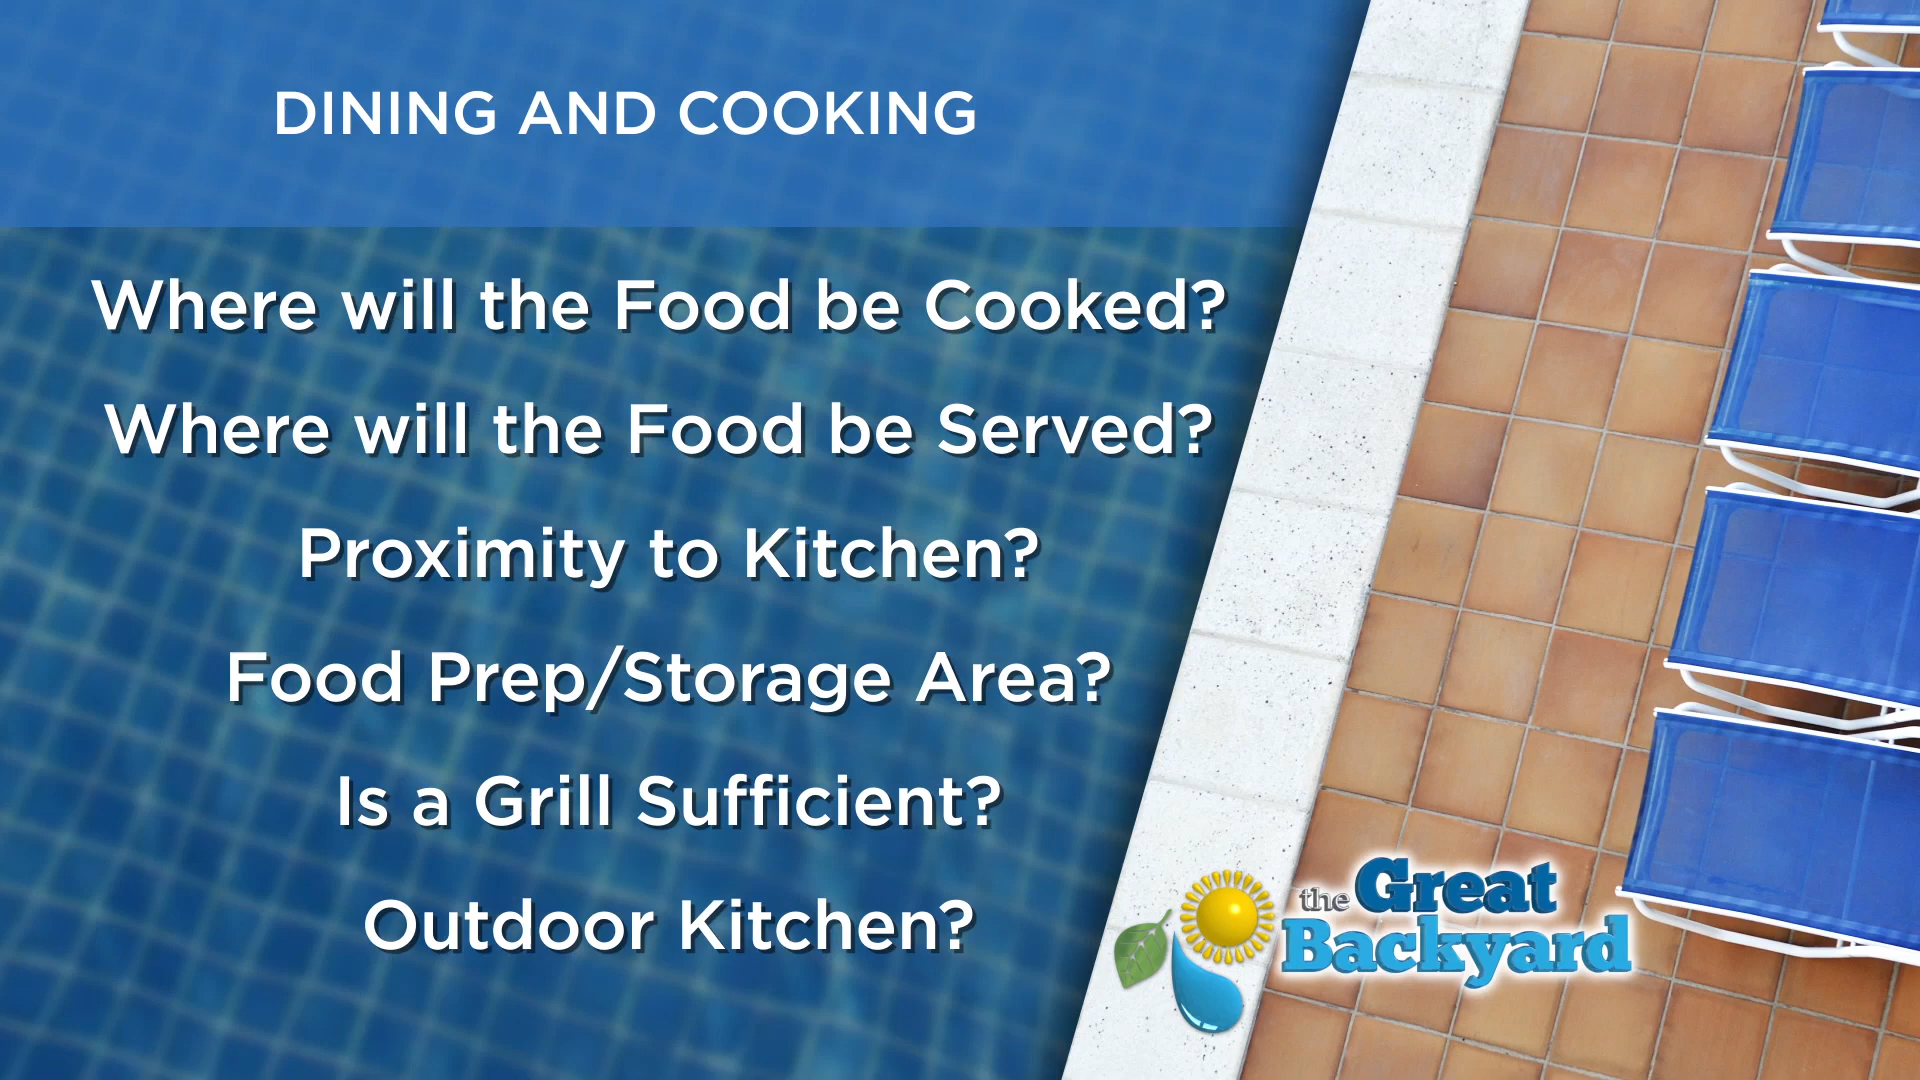 DINING AND COOKING
Where will the Food be Cooked?
Where will the Food be Served?
Proximity to Kitchen?
Food Prep/Storage Area?
Is a Grill Sufficient?
Outdoor Kitchen?
the Great
Backyard